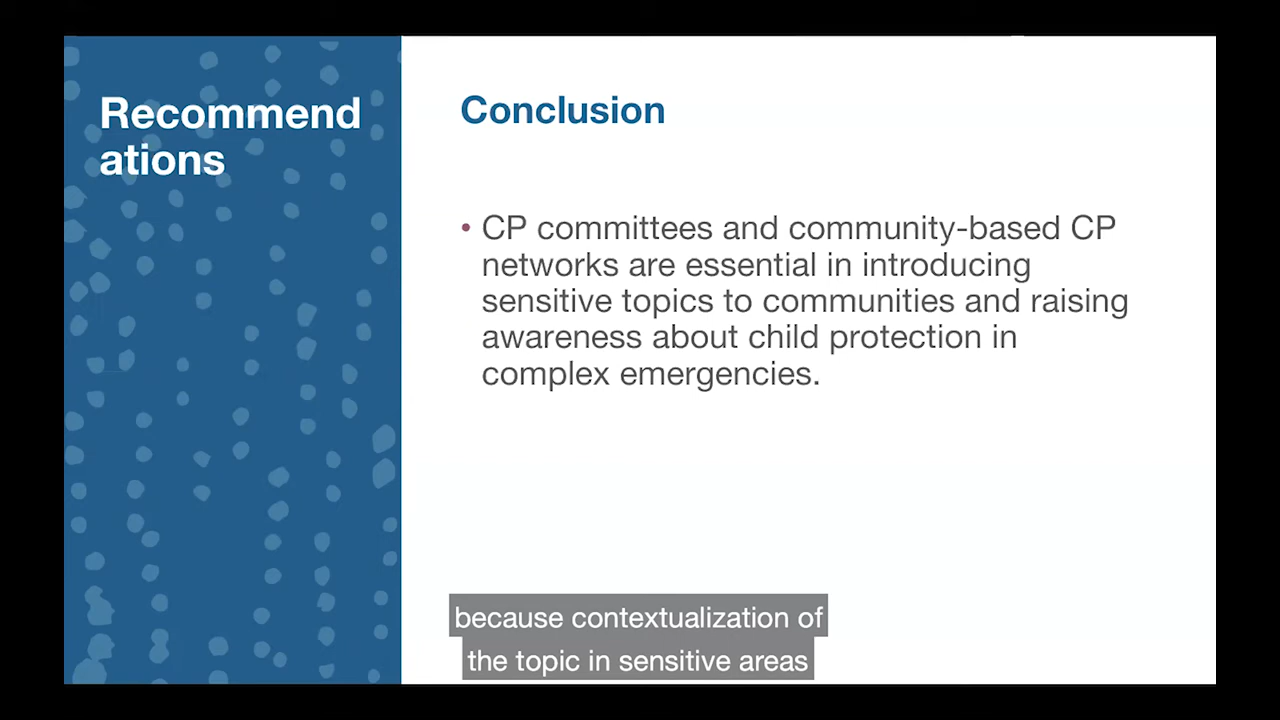 Recommend
ations
Conclusion
• CP committees and community-based CP
networks are essential in introducing
sensitive topics to communities and raising
awareness about child protection in
complex emergencies.
because contextualization of
the topic in sensitive areas